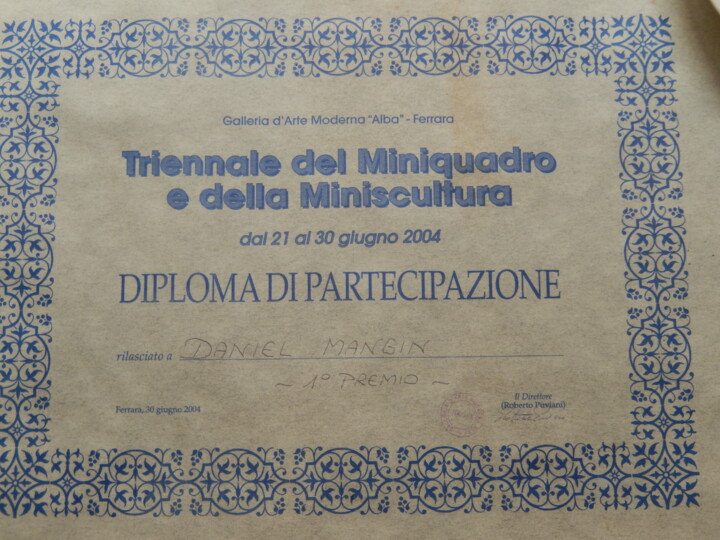 Galleria d'Arte Moderna "Alba" - Ferrara
Triennale del Miniquadro
e della Miniscultura
dal 21 al 30 giugno 2004
DIPLOMA DI PARTECIPAZIONE
rilasciato a DANIEL MANGIN
~ 1° PREMIO ~
Il Direttore
(Roberto Puviani)
Ferrara, 30 giugno 2004